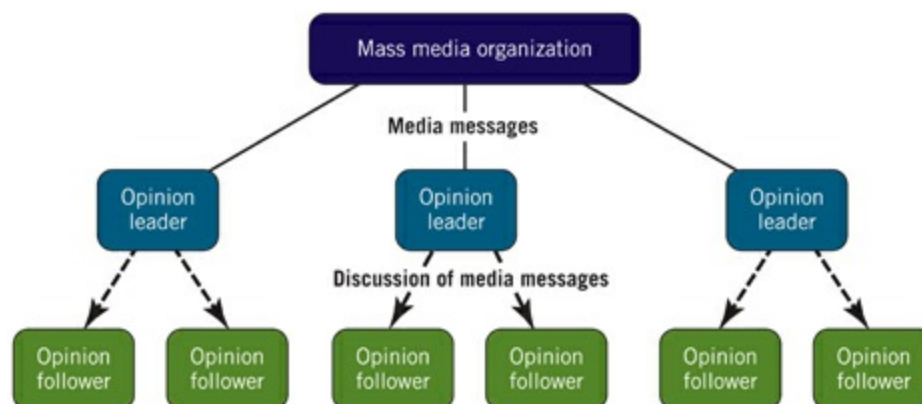 Mass media organization
Media messages
Opinion
leader
Opinion
leader
Opinion
leader
Discussion of media messages
Opinion
follower
Opinion
follower
Opinion
follower
Opinion
follower
Opinion
follower
Opinion
follower